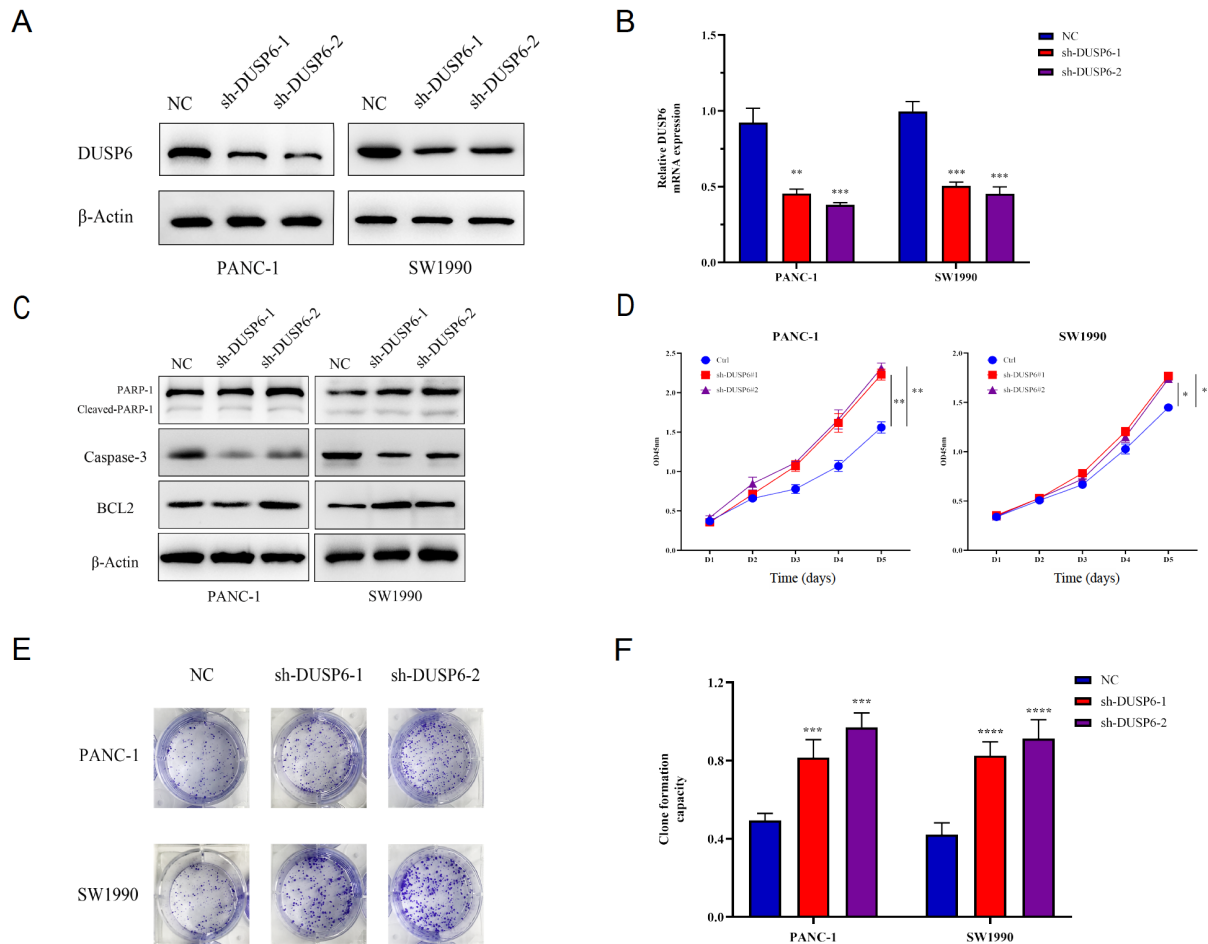 A
NC
sh-DUSP6-1
sh-DUSP6-2
NC
sh-DUSP6-1
sh-DUSP6-2
DUSP6
β-Actin
PANC-1
SW1990
B
NC
sh-DUSP6-1
sh-DUSP6-2
Relative DUSP6
mRNA expression
1.5
1.0
0.5
0.0
**
***
***
***
PANC-1
SW1990
C
NC
sh-DUSP6-1
sh-DUSP6-2
NC
sh-DUSP6-1
sh-DUSP6-2
PARP-1
Cleaved-PARP-1
Caspase-3
BCL2
β-Actin
PANC-1
SW1990
D
PANC-1
Ctrl
sh-DUSP6#1
sh-DUSP6#2
OD45nm
2.5
2.0
1.5
1.0
0.5
0.0
**
**
D1
D2
D3
D4
D5
Time (days)
SW1990
Ctrl
sh-DUSP6#1
sh-DUSP6#2
OD45nm
2.0
1.5
1.0
0.5
0.0
*
*
D1
D2
D3
D4
D5
Time (days)
E
NC
sh-DUSP6-1
sh-DUSP6-2
PANC-1
SW1990
F
NC
sh-DUSP6-1
sh-DUSP6-2
Clone formation
capacity
1.2
0.8
0.4
0.0
***
***
****
****
PANC-1
SW1990